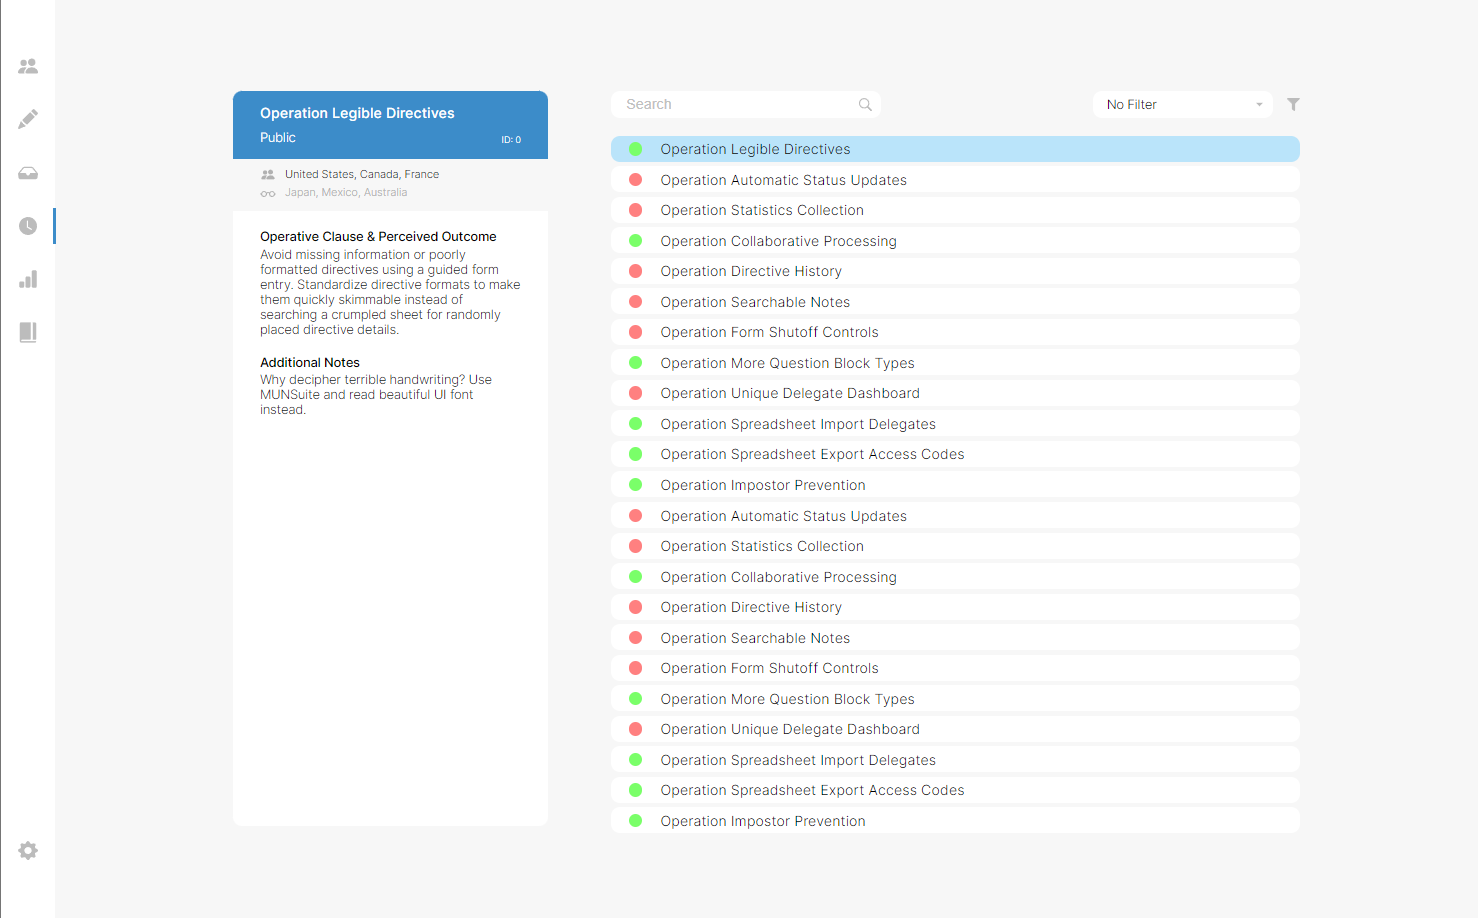 Operation Legible Directives
Public
ID: 0
United States, Canada, France
Japan, Mexico, Australia
Operative Clause & Perceived Outcome
Avoid missing information or poorly
formatted directives using a guided form
entry. Standardize directive formats to make
them quickly skimmable instead of
searching a crumpled sheet for randomly
placed directive details.
Additional Notes
Why decipher terrible handwriting? Use
MUNSuite and read beautiful UI font
instead.
Search
No Filter
Operation Legible Directives
Operation Automatic Status Updates
Operation Statistics Collection
Operation Collaborative Processing
Operation Directive History
Operation Searchable Notes
Operation Form Shutoff Controls
Operation More Question Block Types
Operation Unique Delegate Dashboard
Operation Spreadsheet Import Delegates
Operation Spreadsheet Export Access Codes
Operation Impostor Prevention
Operation Automatic Status Updates
Operation Statistics Collection
Operation Collaborative Processing
Operation Directive History
Operation Searchable Notes
Operation Form Shutoff Controls
Operation More Question Block Types
Operation Unique Delegate Dashboard
Operation Spreadsheet Import Delegates
Operation Spreadsheet Export Access Codes
Operation Impostor Prevention